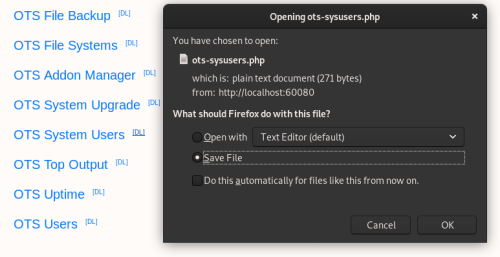 OTS File Backup [DL]
OTS File Systems [DL]
OTS Addon Manager [DL]
OTS System Upgrade [DL]
OTS System Users [DL]
OTS Top Output [DL]
OTS Uptime [DL]
OTS Users [DL]
Opening ots-sysusers.php ×
You have chosen to open:
ots-sysusers.php
which is: plain text document (271 bytes)
from: http://localhost:60080
What should Firefox do with this file?
Open with Text Editor (default)
Save File
Do this automatically for files like this from now on.
Cancel OK